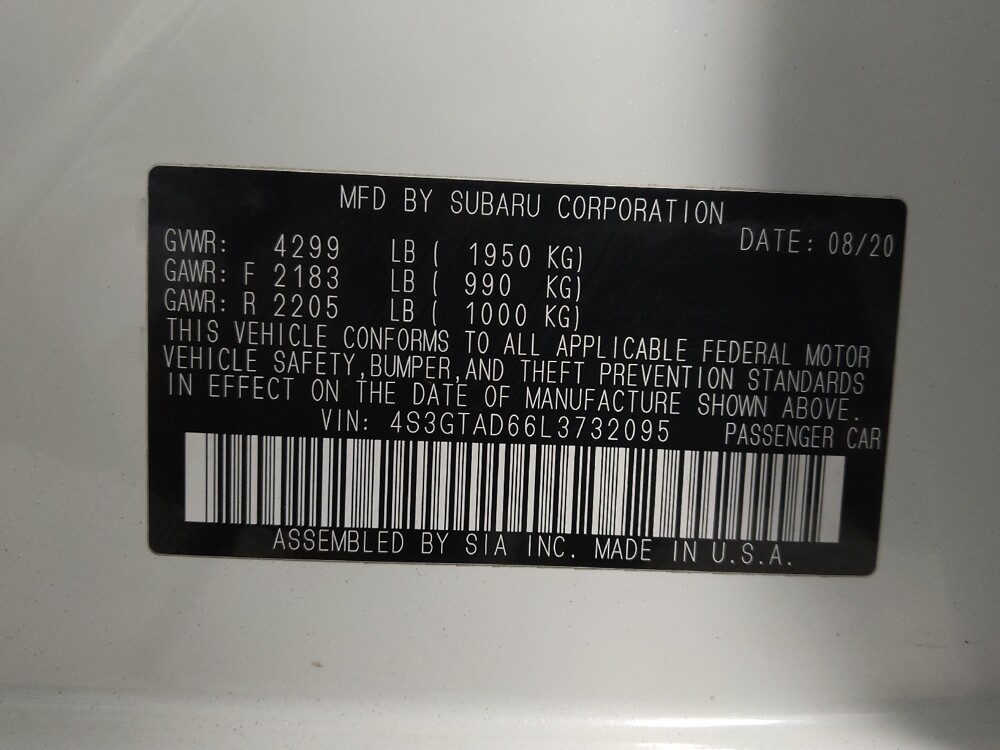 MFD BY SUBARU CORPORATION
DATE: 08/20
GVWR: 4299 LB ( 1950 KG)
GAWR: F 2183 LB ( 990 KG)
GAWR: R 2205 LB ( 1000 KG)
THIS VEHICLE CONFORMS TO ALL APPLICABLE FEDERAL MOTOR
VEHICLE SAFETY,BUMPER,AND THEFT PREVENTION STANDARDS
IN EFFECT ON THE DATE OF MANUFACTURE SHOWN ABOVE.
VIN: 4S3GTAD66L3732095 PASSENGER CAR
ASSEMBLED BY SIA INC. MADE IN U.S.A.